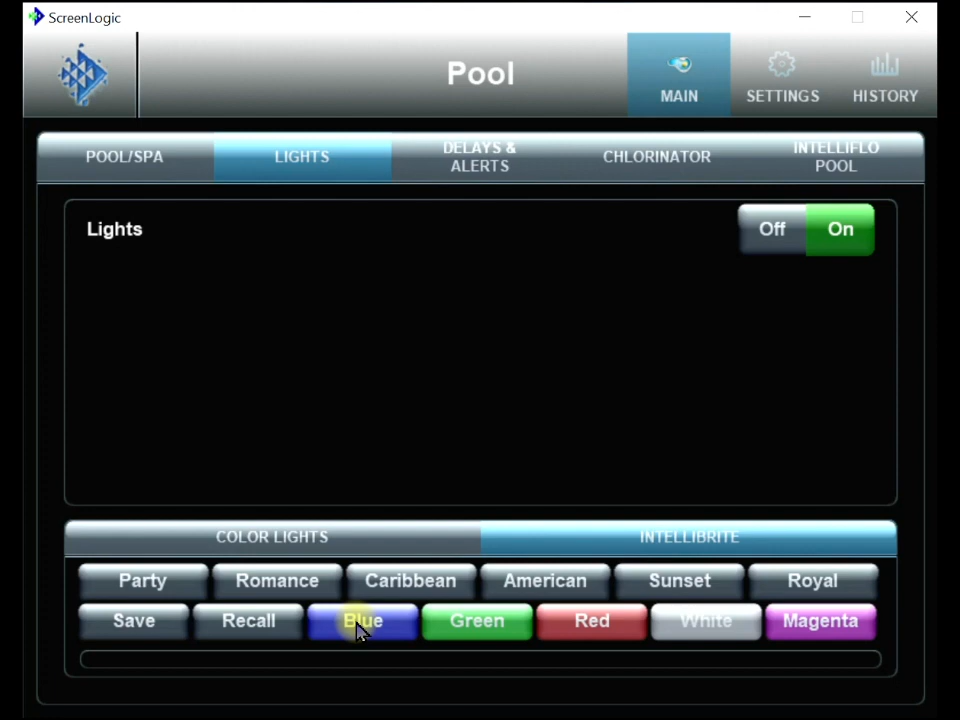 ScreenLogic
Pool
MAIN
SETTINGS
HISTORY
POOL/SPA
LIGHTS
DELAYS &
ALERTS
CHLORINATOR
INTELLIFLO
POOL
Lights
Off
On
COLOR LIGHTS
INTELLIBRITE
Party
Romance
Caribbean
American
Sunset
Royal
Save
Recall
Blue
Green
Red
White
Magenta